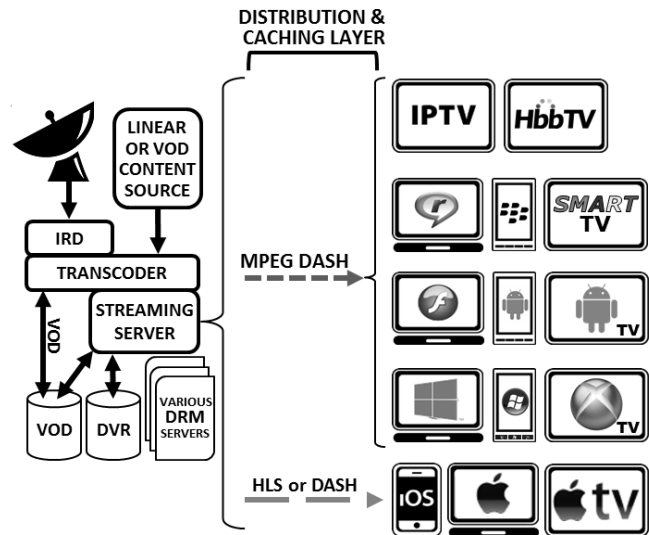 DISTRIBUTION &
CACHING LAYER
LINEAR
OR VOD
CONTENT
SOURCE
IRD
TRANSCODER
STREAMING
SERVER
VOD
VOD
DVR
VARIOUS
DRM
SERVERS
MPEG DASH
HLS or DASH
IPTV
HbbTV
r
SMART
TV
f
TV
TV
iOS
tv